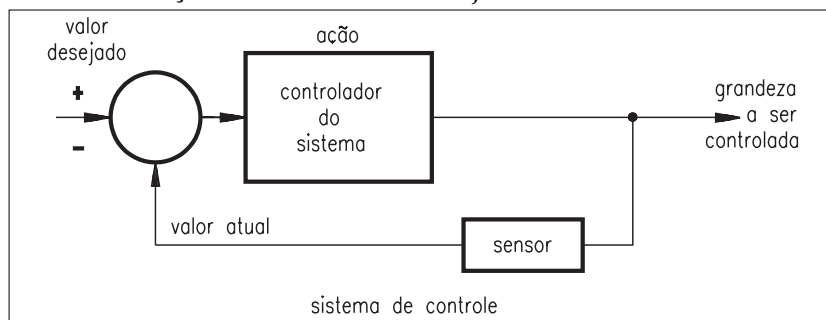 valor
desejado
+
-
ação
controlador
do
sistema
grandeza
a ser
controlada
valor atual
sensor
sistema de controle